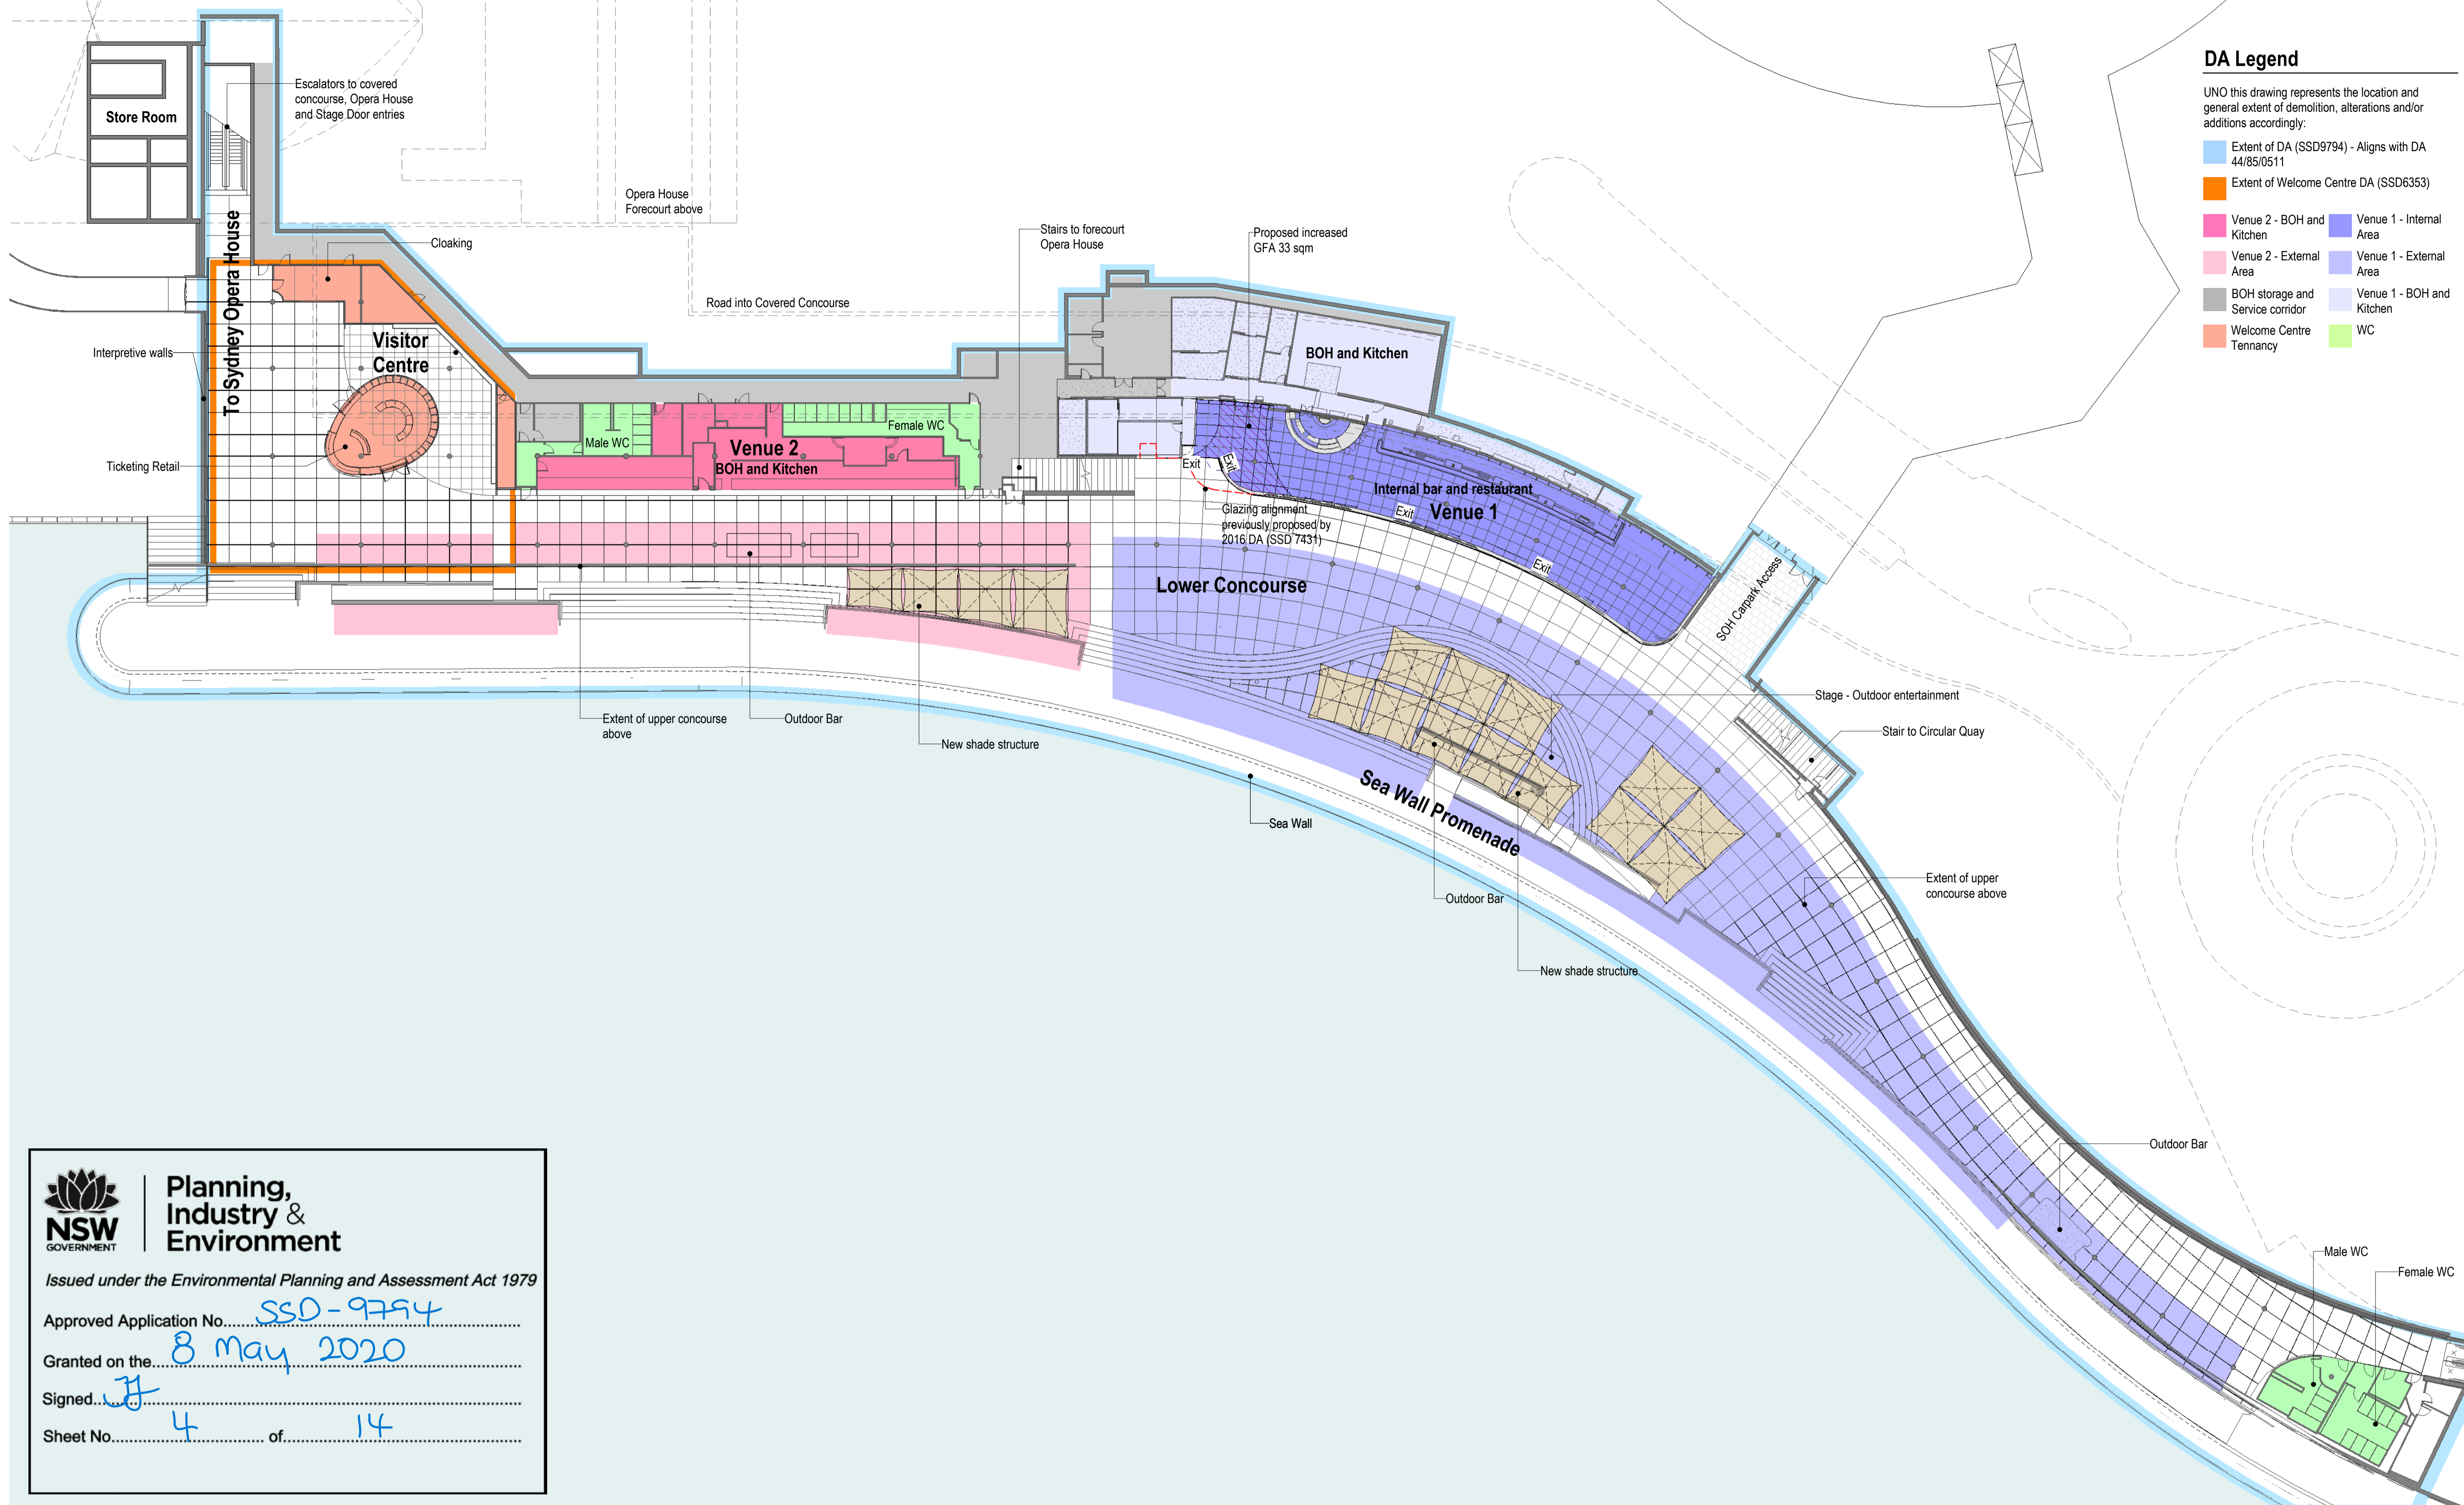 Store Room
Escalators to covered
concourse, Opera House
and Stage Door entries
To Sydney Opera House
Cloaking
Opera House
Forecourt above
Road into Covered Concourse
Stairs to forecourt
Opera House
Proposed increased
GFA 33 sqm
DA Legend
UNO this drawing represents the location and
general extent of demolition, alterations and/or
additions accordingly:
Extent of DA (SSD9794) - Aligns with DA
44/85/0511
Extent of Welcome Centre DA (SSD6353)
Venue 2 - BOH and
Kitchen
Venue 1 - Internal
Area
Venue 2 - External
Area
Venue 1 - External
Area
BOH storage and
Service corridor
Venue 1 - BOH and
Kitchen
Welcome Centre
Tennancy
WC
Interpretive walls
Visitor
Centre
Ticketing Retail
Male WC
Venue 2
BOH and Kitchen
Female WC
BOH and Kitchen
Exit
Exit
Internal bar and restaurant
Venue 1
Exit
Exit
Glazing alignment
previously proposed by
2016 DA (SSD 7431)
Lower Concourse
SOH Carpark Access
Stage - Outdoor entertainment
Stair to Circular Quay
Extent of upper concourse
above
Outdoor Bar
New shade structure
Sea Wall
Sea Wall Promenade
Outdoor Bar
New shade structure
Extent of upper
concourse above
Outdoor Bar
Male WC
Female WC
NSW
GOVERNMENT
Planning,
Industry &
Environment
Issued under the Environmental Planning and Assessment Act 1979
Approved Application No. SSD-9794
Granted on the 8 May 2020
Signed
Sheet No 4 of 14